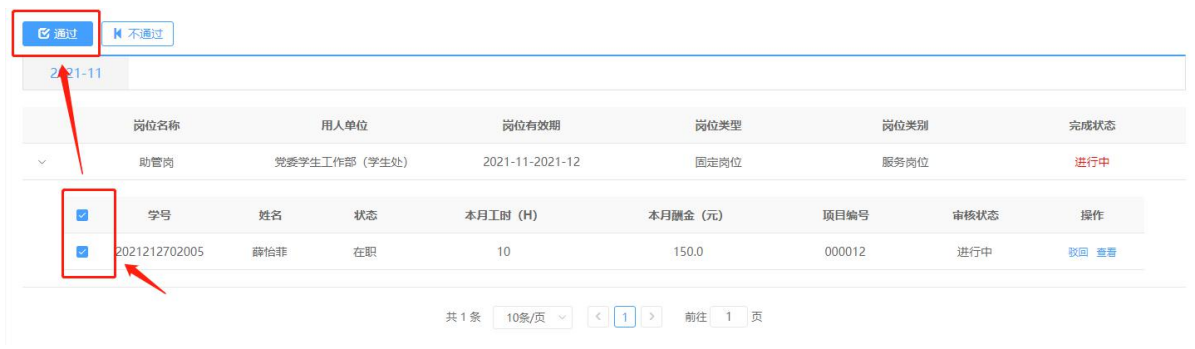 通过 不通过
2021-11
岗位名称 用人单位 岗位有效期 岗位类型 岗位类别 完成状态
助管岗 党委学生工作部（学生处） 2021-11-2021-12 固定岗位 服务岗位 进行中
学号 姓名 状态 本月工时（H） 本月酬金（元） 项目编号 审核状态 操作
2021212702005 薛怡菲 在职 10 150.0 000012 进行中 驳回 查看
共 1 条 10条/页 1 前往 1 页